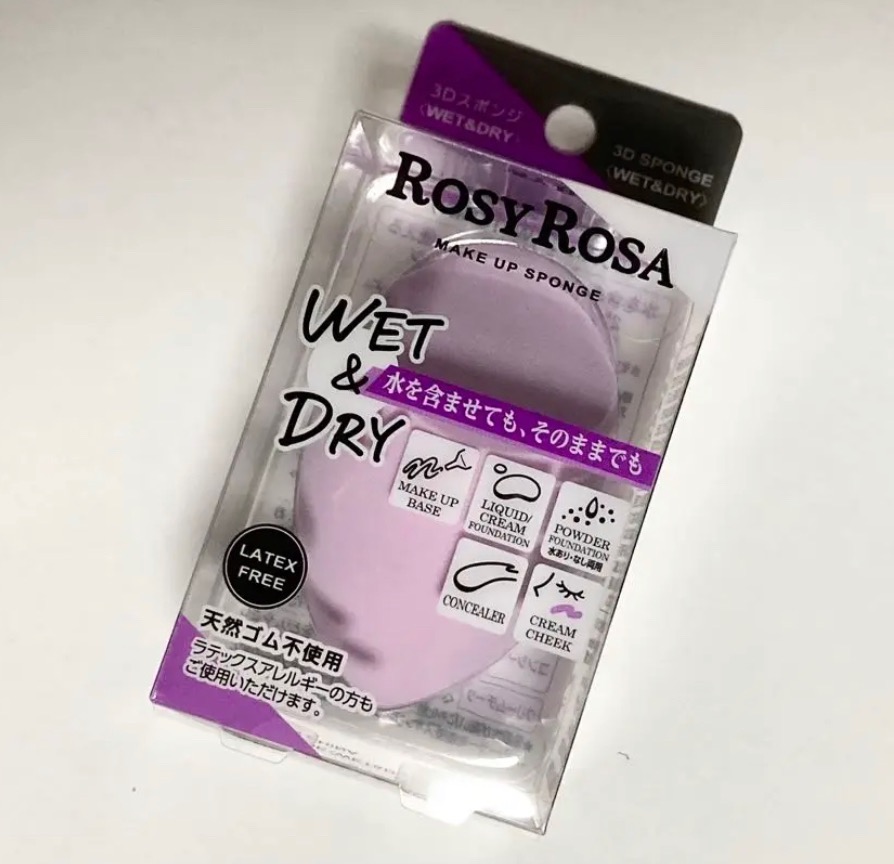 3Dスポンジ
〈WET&DRY〉
3D SPONGE
〈WET&DRY〉
ROSY ROSA
MAKE UP SPONGE
WET
&
DRY
水を含ませても、そのままでも
MAKE UP
BASE
LIQUID/
CREAM
FOUNDATION
POWDER
FOUNDATION
水あり・なし両用
CONCEALER
CREAM
CHEEK
LATEX
FREE
天然ゴム不使用
ラテックスアレルギーの方も
ご使用いただけます。